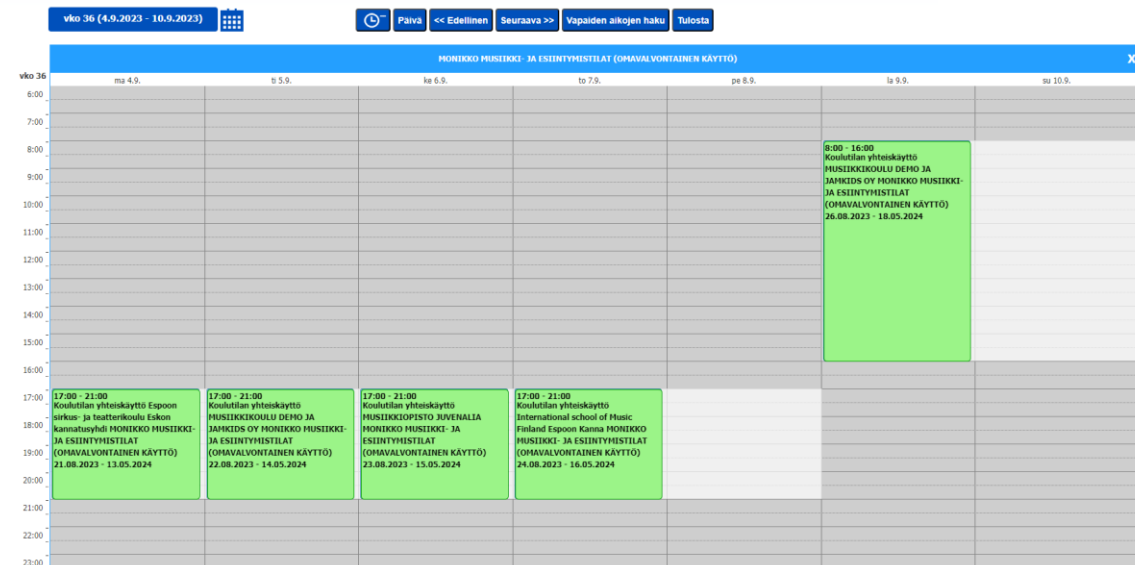 vko 36 (4.9.2023 - 10.9.2023)
Päivä
<< Edellinen
Seuraava >>
Vapaiden aikojen haku
Tulosta
MONIKKO MUSIIKKI- JA ESIINTYMISTILAT (OMAVALVONTAINEN KÄYTTÖ)
X
vko 36
ma 4.9.
ti 5.9.
ke 6.9.
to 7.9.
pe 8.9.
la 9.9.
su 10.9.
6:00
7:00
8:00
9:00
10:00
11:00
12:00
13:00
14:00
15:00
16:00
17:00
18:00
19:00
20:00
21:00
22:00
23:00
8:00 - 16:00
Koulutilan yhteiskäyttö
MUSIIKKIKOULU DEMO JA
JAMKIDS OY MONIKKO MUSIIKKI-
JA ESIINTYMISTILAT
(OMAVALVONTAINEN KÄYTTÖ)
26.08.2023 - 18.05.2024
17:00 - 21:00
Koulutilan yhteiskäyttö Espoon
sirkus- ja teatterikoulu Eskon
kannatusyhdi MONIKKO MUSIIKKI-
JA ESIINTYMISTILAT
(OMAVALVONTAINEN KÄYTTÖ)
21.08.2023 - 13.05.2024
17:00 - 21:00
Koulutilan yhteiskäyttö
MUSIIKKIKOULU DEMO JA
JAMKIDS OY MONIKKO MUSIIKKI-
JA ESIINTYMISTILAT
(OMAVALVONTAINEN KÄYTTÖ)
22.08.2023 - 14.05.2024
17:00 - 21:00
Koulutilan yhteiskäyttö
MUSIIKKIOPISTO JUVENALIA
MONIKKO MUSIIKKI- JA
ESIINTYMISTILAT
(OMAVALVONTAINEN KÄYTTÖ)
23.08.2023 - 15.05.2024
17:00 - 21:00
Koulutilan yhteiskäyttö
International school of Music
Finland Espoon Kanna MONIKKO
MUSIIKKI- JA ESIINTYMISTILAT
(OMAVALVONTAINEN KÄYTTÖ)
24.08.2023 - 16.05.2024